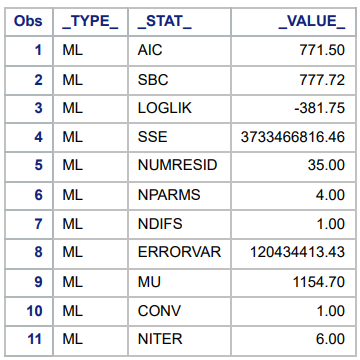 Obs _TYPE_ _STAT_ _VALUE_
1 ML AIC 771.50
2 ML SBC 777.72
3 ML LOGLIK -381.75
4 ML SSE 3733466816.46
5 ML NUMRESID 35.00
6 ML NPARMS 4.00
7 ML NDIFS 1.00
8 ML ERRORVAR 120434413.43
9 ML MU 1154.70
10 ML CONV 1.00
11 ML NITER 6.00